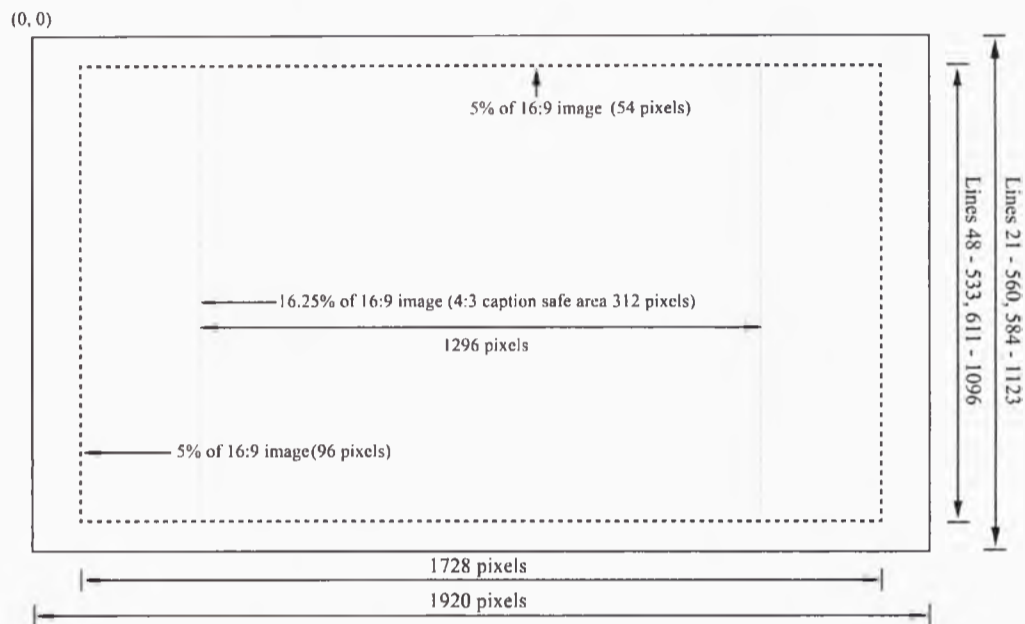 (0, 0)
5% of 16:9 image (54 pixels)
16.25% of 16:9 image (4:3 caption safe area 312 pixels)
1296 pixels
5% of 16:9 image(96 pixels)
Lines 48 - 533, 611 - 1096
Lines 21 - 560, 584 - 1123
1728 pixels
1920 pixels